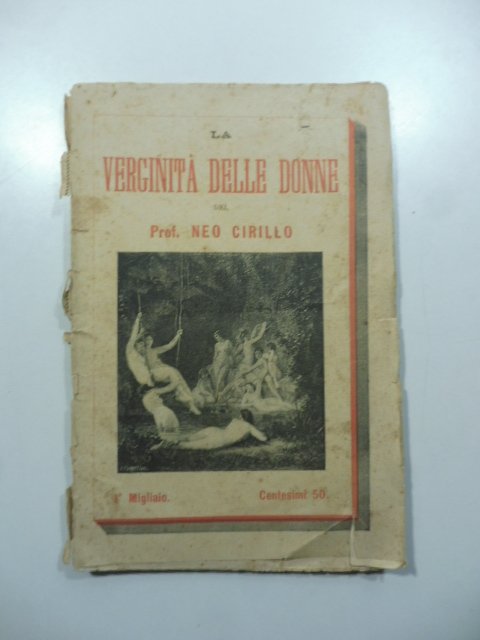 LA
VERGINITÀ DELLE DONNE
DEL
Prof. NEO CIRILLO
Migliaio. Centesimi 50.